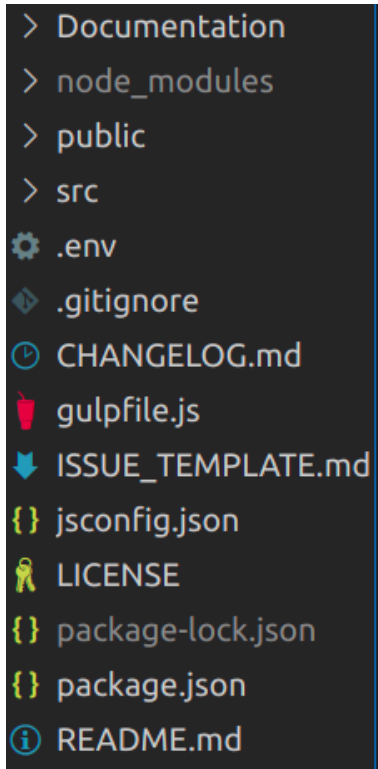 Documentation
node_modules
public
src
.env
.gitignore
CHANGELOG.md
gulpfile.js
ISSUE_TEMPLATE.md
jsconfig.json
LICENSE
package-lock.json
package.json
README.md